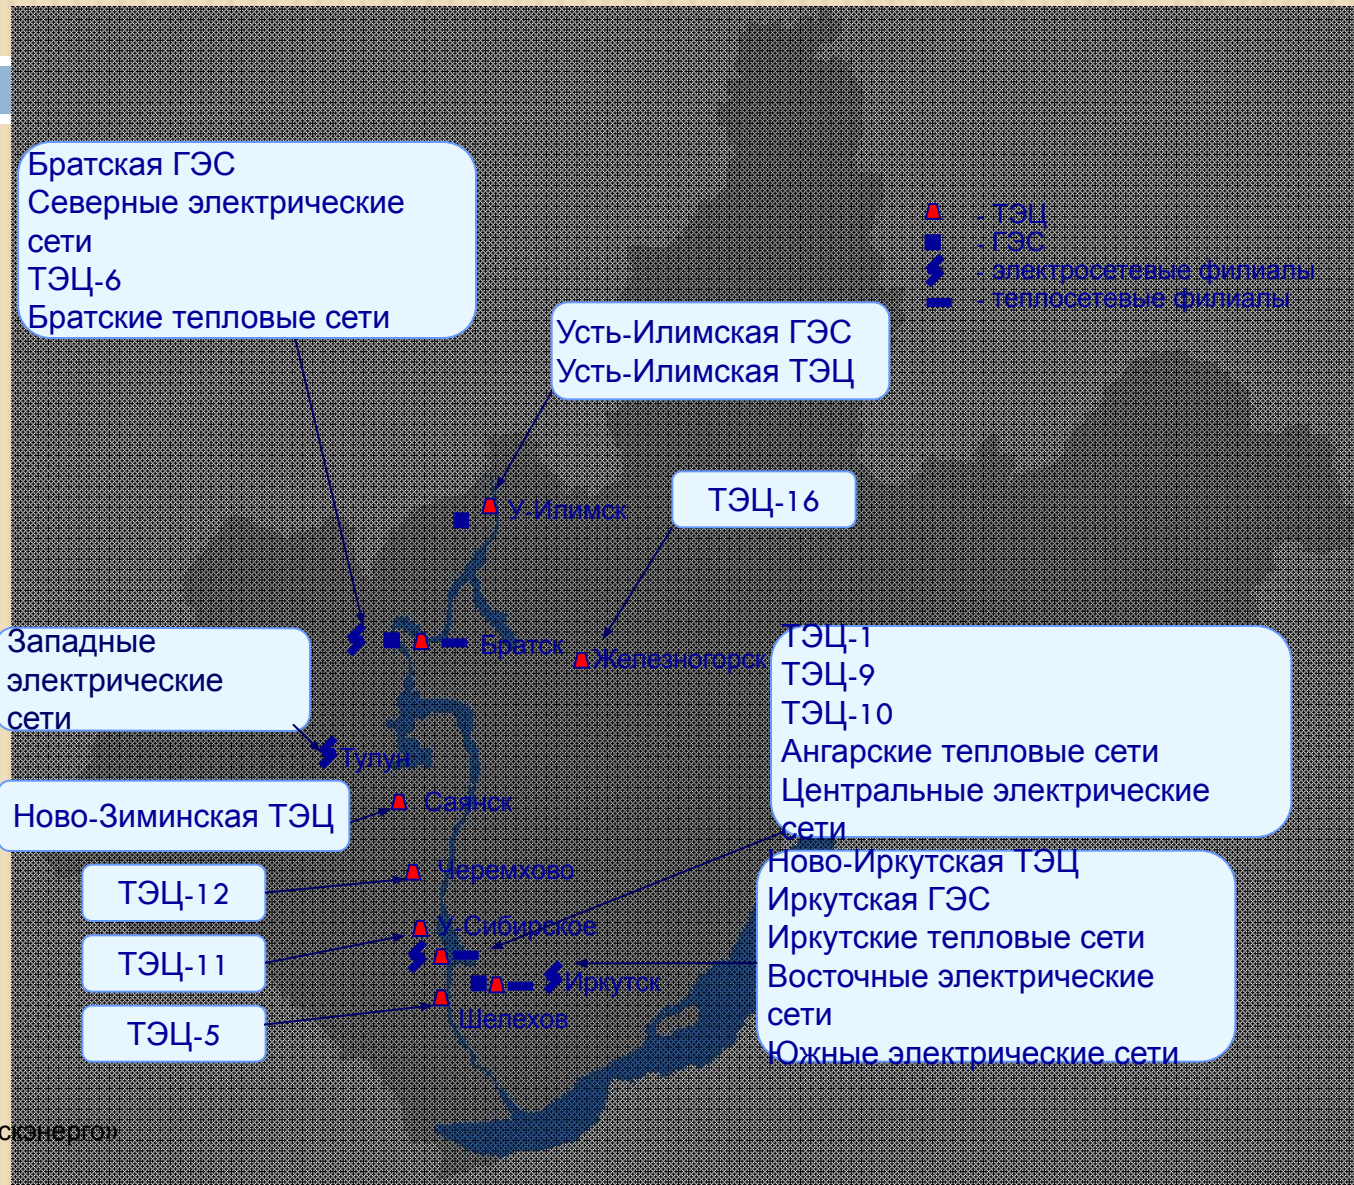 Братская ГЭС
Северные электрические
сети
ТЭЦ-6
Братские тепловые сети
- ТЭЦ
- ГЭС
- электросетевые филиалы
- теплосетевые филиалы
Усть-Илимская ГЭС
Усть-Илимская ТЭЦ
ТЭЦ-16
У-Илимск
Братск
Железногорск
Западные
электрические
сети
Тулун
ТЭЦ-1
ТЭЦ-9
ТЭЦ-10
Ангарские тепловые сети
Центральные электрические
сети
Ново-Зиминская ТЭЦ
Саянск
ТЭЦ-12
Черемхово
ТЭЦ-11
У-Сибирское
Ново-Иркутская ТЭЦ
Иркутская ГЭС
Иркутские тепловые сети
Восточные электрические
сети
Южные электрические сети
Иркутск
ТЭЦ-5
Шелехов
скэнерго»